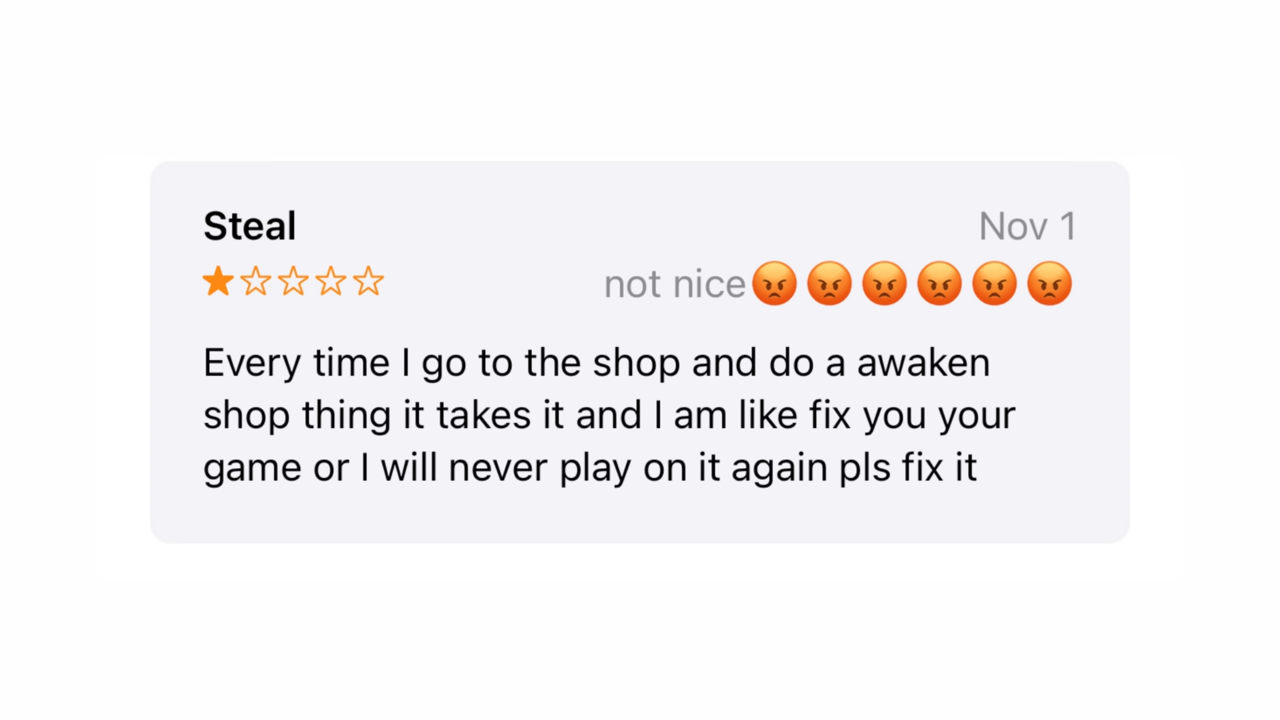 Steal
Nov 1
not nice😡😡😡😡😡😡
Every time I go to the shop and do a awaken
shop thing it takes it and I am like fix you your
game or I will never play on it again pls fix it